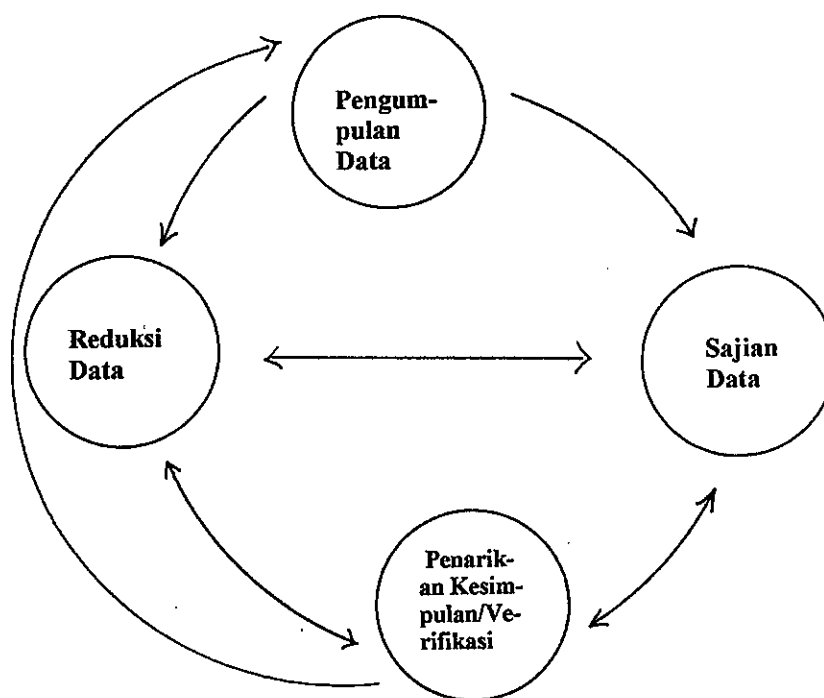 Pengum-
pulan
Data
Reduksi
Data
Sajian
Data
Penarik-
an Kesim-
pulan/Ve-
rifikasi